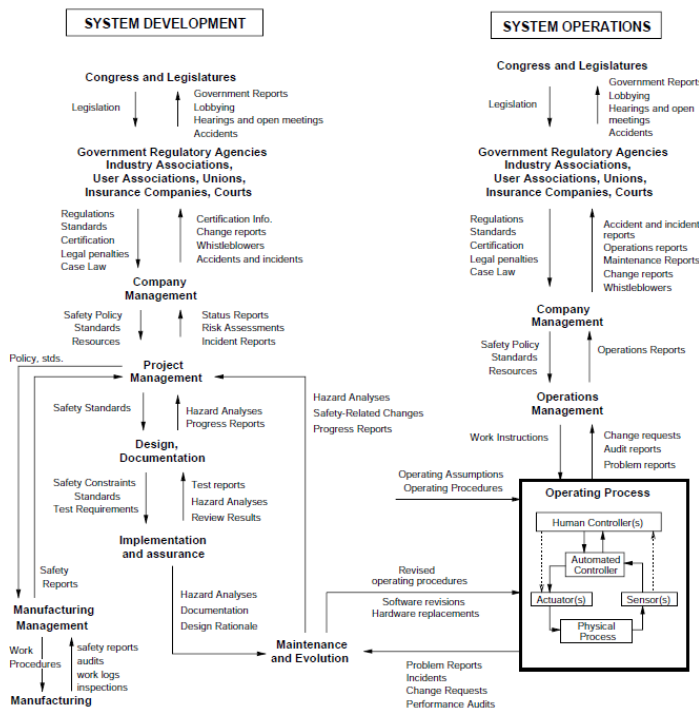 SYSTEM DEVELOPMENT
Congress and Legislatures
Legislation
Government Reports
Lobbying
Hearings and open meetings
Accidents
Government Regulatory Agencies
Industry Associations,
User Associations, Unions,
Insurance Companies, Courts
Regulations
Standards
Certification
Legal penalties
Case Law
Certification Info.
Change reports
Whistleblowers
Accidents and incidents
Company
Management
Safety Policy
Standards
Resources
Status Reports
Risk Assessments
Incident Reports
Policy, stds.
Project
Management
Safety Standards
Hazard Analyses
Progress Reports
Hazard Analyses
Safety-Related Changes
Progress Reports
Design,
Documentation
Safety Constraints
Standards
Test Requirements
Test reports
Hazard Analyses
Review Results
Implementation
and assurance
Safety
Reports
Hazard Analyses
Documentation
Design Rationale
Manufacturing
Management
Work
Procedures
safety reports
audits
work logs
inspections
Manufacturing
Maintenance
and Evolution
SYSTEM OPERATIONS
Congress and Legislatures
Legislation
Government Reports
Lobbying
Hearings and open
meetings
Accidents
Government Regulatory Agencies
Industry Associations,
User Associations, Unions,
Insurance Companies, Courts
Regulations
Standards
Certification
Legal penalties
Case Law
Accident and incident
reports
Operations reports
Maintenance Reports
Change reports
Whistleblowers
Company
Management
Safety Policy
Standards
Resources
Operations Reports
Operations
Management
Work Instructions
Change requests
Audit reports
Problem reports
Operating Assumptions
Operating Procedures
Operating Process
Human Controller(s)
Automated
Controller
Actuator(s)
Sensor(s)
Physical
Process
Revised
operating procedures
Software revisions
Hardware replacements
Problem Reports
Incidents
Change Requests
Performance Audits